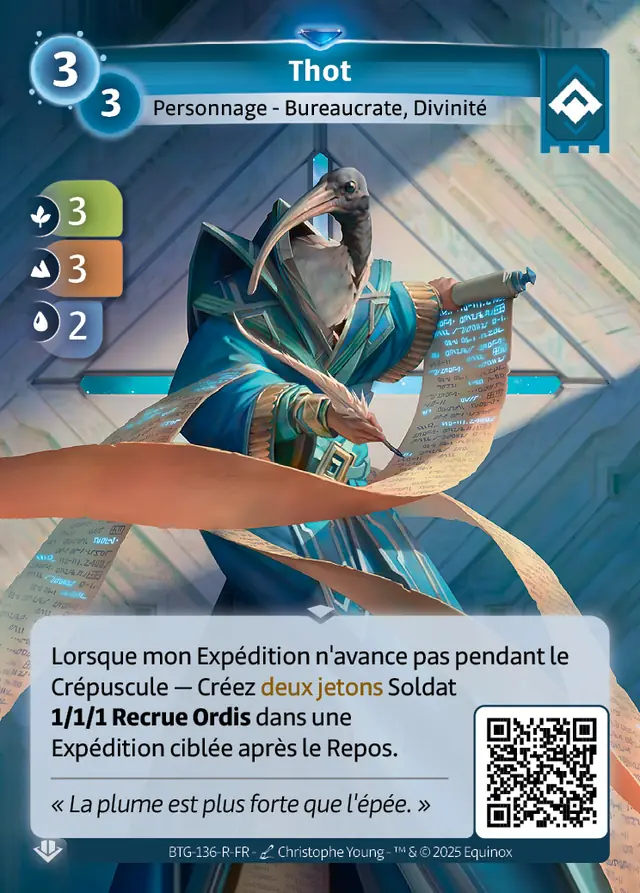 3
Thot
3
Personnage - Bureaucrate, Divinité
3
3
2
Lorsque mon Expédition n'avance pas pendant le
Crépuscule — Créez deux jetons Soldat
1/1/1 Recrue Ordis dans une
Expédition ciblée après le Repos.
« La plume est plus forte que l'épée. »
BTG-136-R-FR - Christophe Young - ™ & © 2025 Equinox